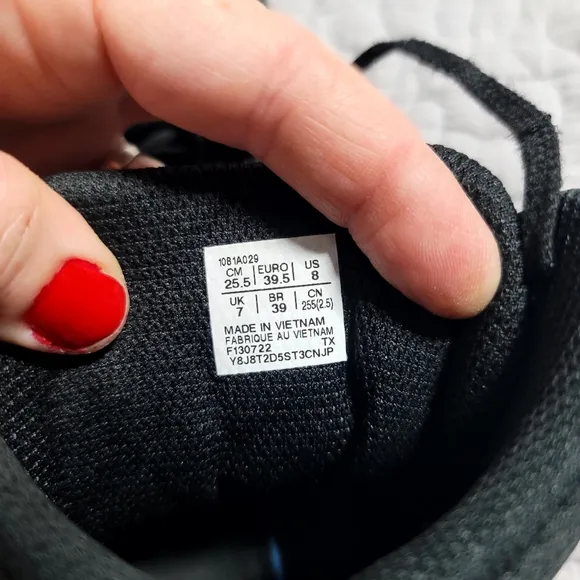 1081A029
CM | EURO | US
25.5 | 39.5 | 8
UK | BR | CN
7 | 39 | 255(2.5)
MADE IN VIETNAM
FABRIQUE AU VIETNAM
F130722 TX
Y8J8T2D5ST3CNJP